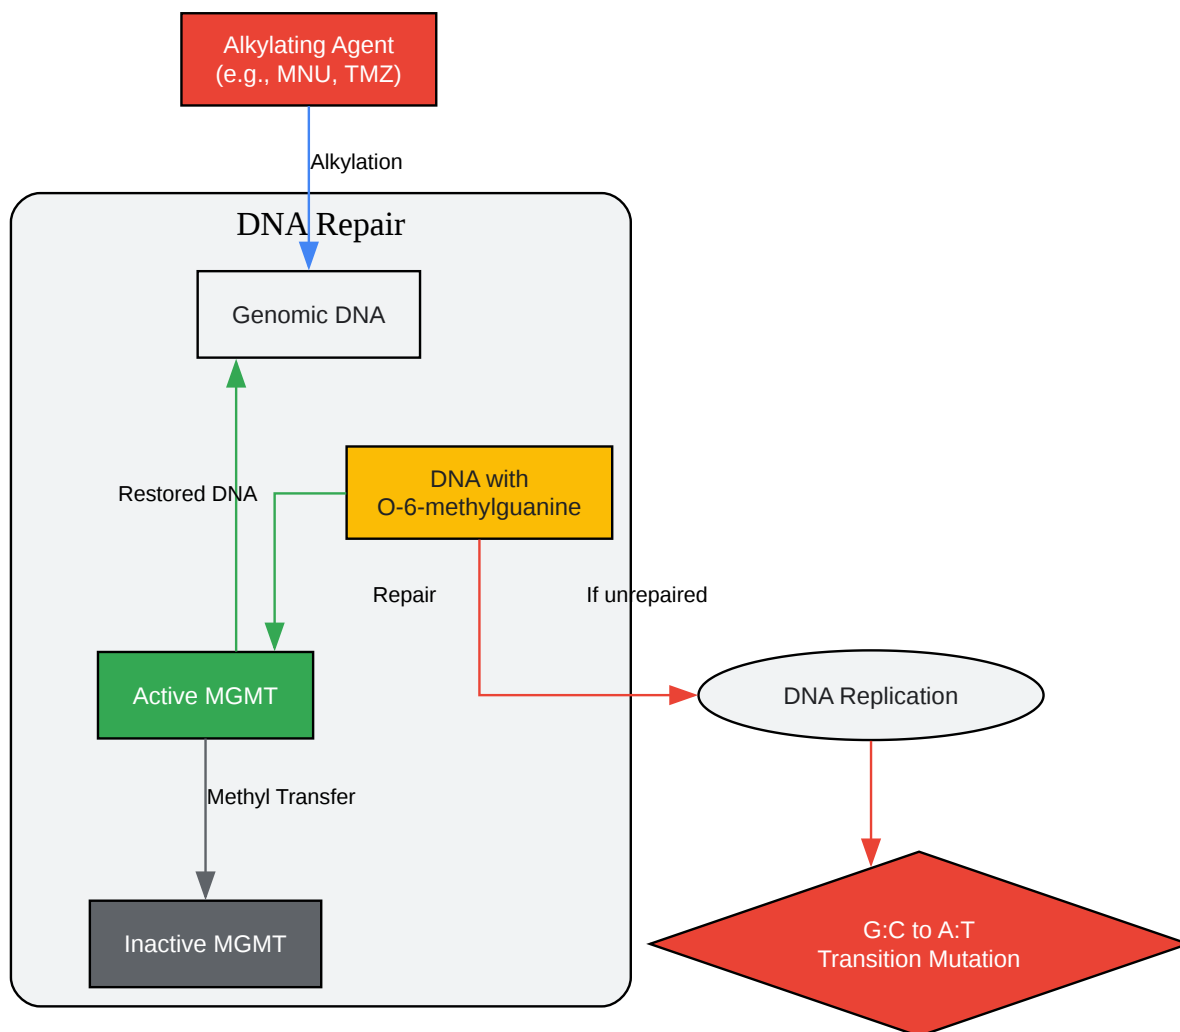 Alkylating Agent
(e.g., MNU, TMZ)
Alkylation
DNA Repair
Genomic DNA
DNA with
O-6-methylguanine
Restored DNA
Repair
If unrepaired
Active MGMT
DNA Replication
Methyl Transfer
Inactive MGMT
G:C to A:T
Transition Mutation